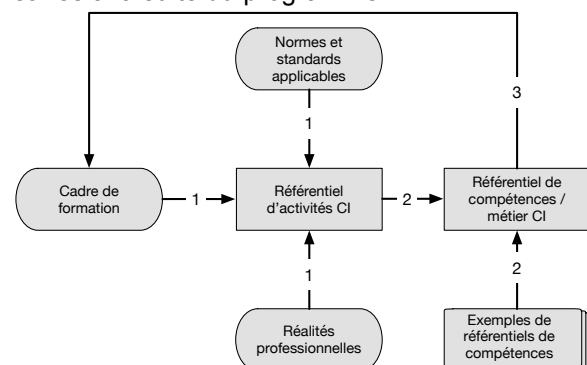 Normes et
standards
applicables
3
1
Cadre de
formation
1
Référentiel
d'activités CI
2
Référentiel de
compétences /
métier CI
1
2
Réalités
professionnelles
Exemples de
référentiels de
compétences